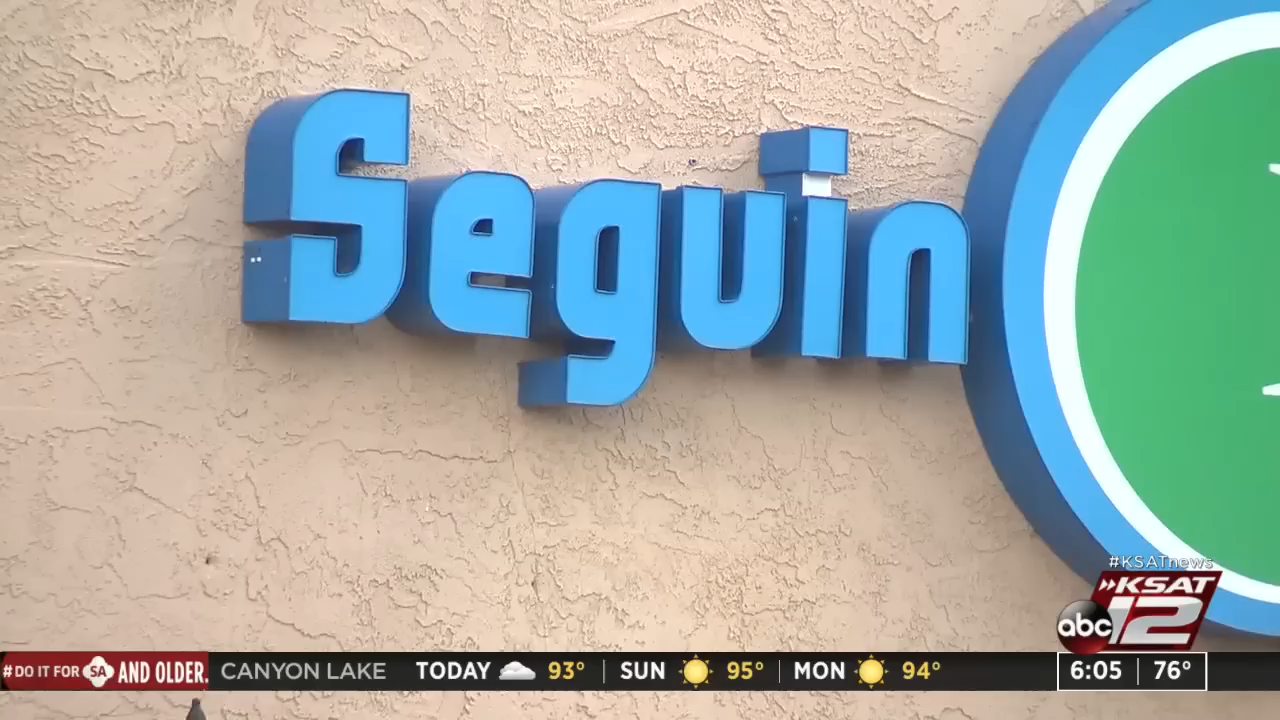 Seguin
#KSATnews
KSAT
abc 12
#DO IT FOR SA AND OLDER. CANYON LAKE TODAY 93° SUN 95° MON 94° 6:05 76°